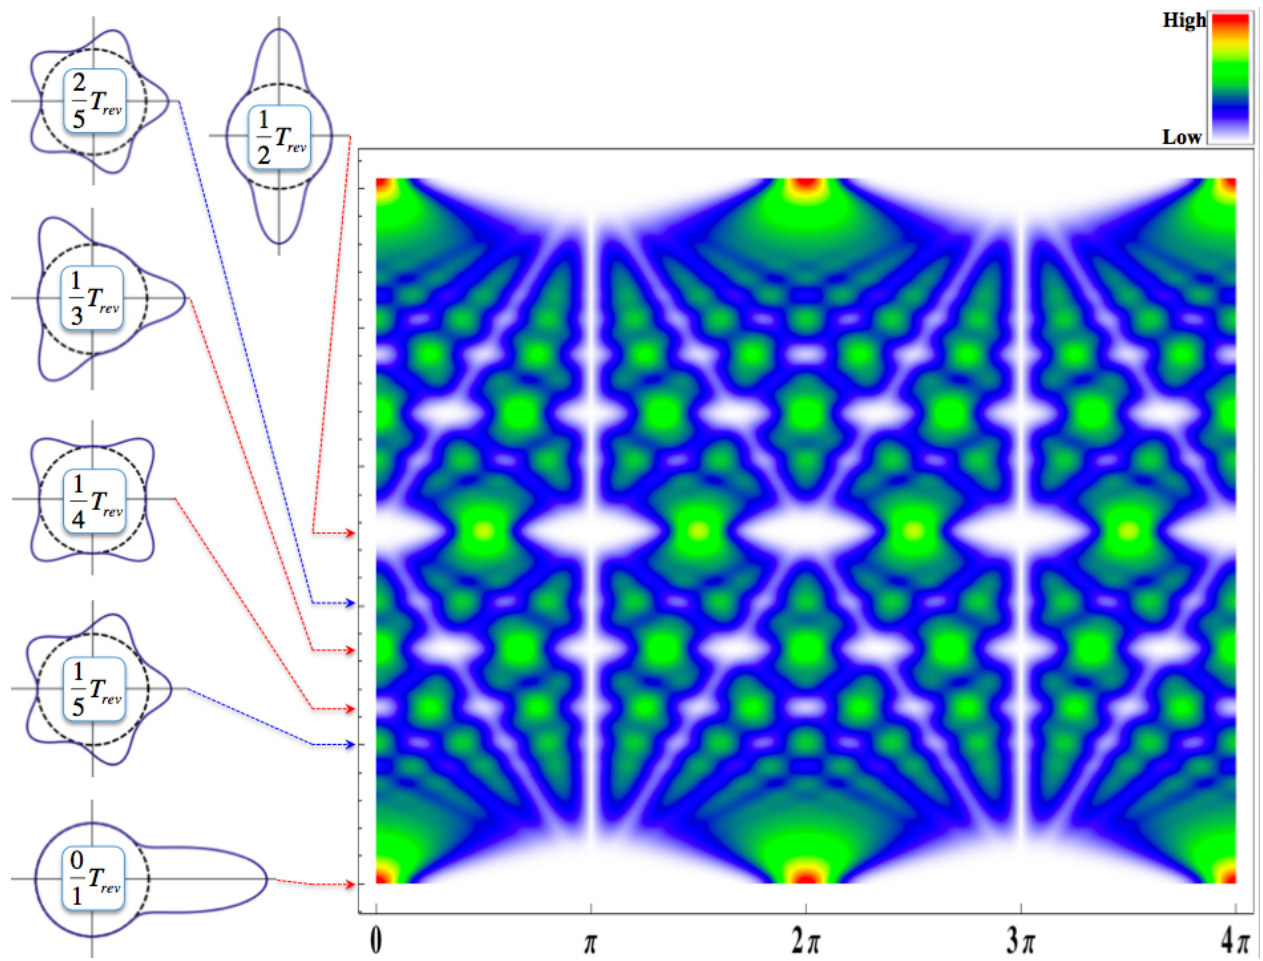 High
Low
2/5 T_rev
1/2 T_rev
1/3 T_rev
1/4 T_rev
1/5 T_rev
0/1 T_rev
0 π 2π 3π 4π